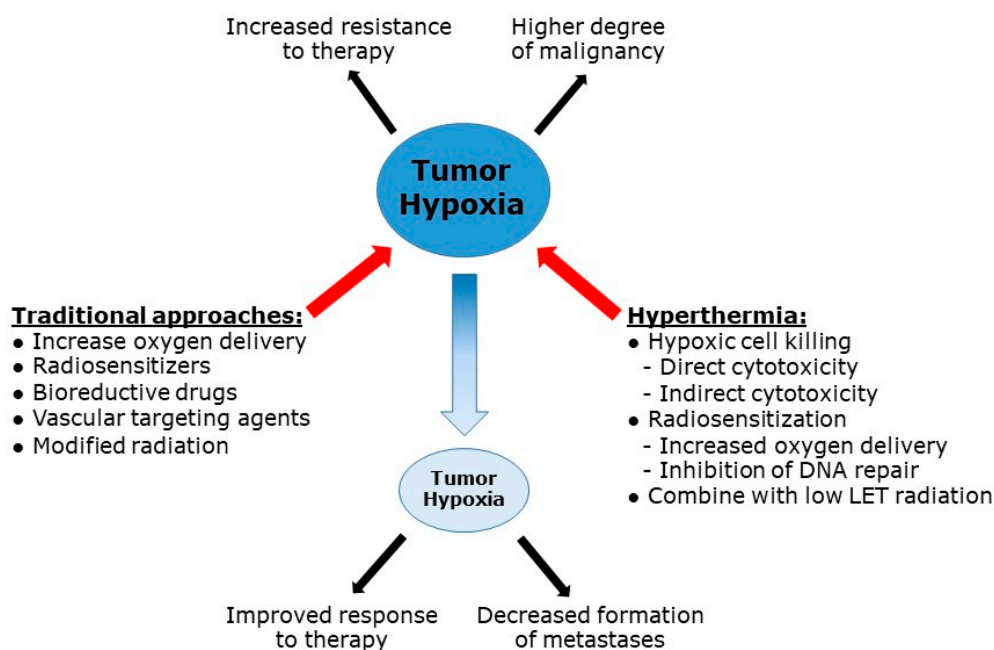 Increased resistance
to therapy
Higher degree
of malignancy
Tumor
Hypoxia
Traditional approaches:
● Increase oxygen delivery
● Radiosensitizers
● Bioreductive drugs
● Vascular targeting agents
● Modified radiation
Hyperthermia:
● Hypoxic cell killing
- Direct cytotoxicity
- Indirect cytotoxicity
● Radiosensitization
- Increased oxygen delivery
- Inhibition of DNA repair
● Combine with low LET radiation
Tumor
Hypoxia
Improved response
to therapy
Decreased formation
of metastases